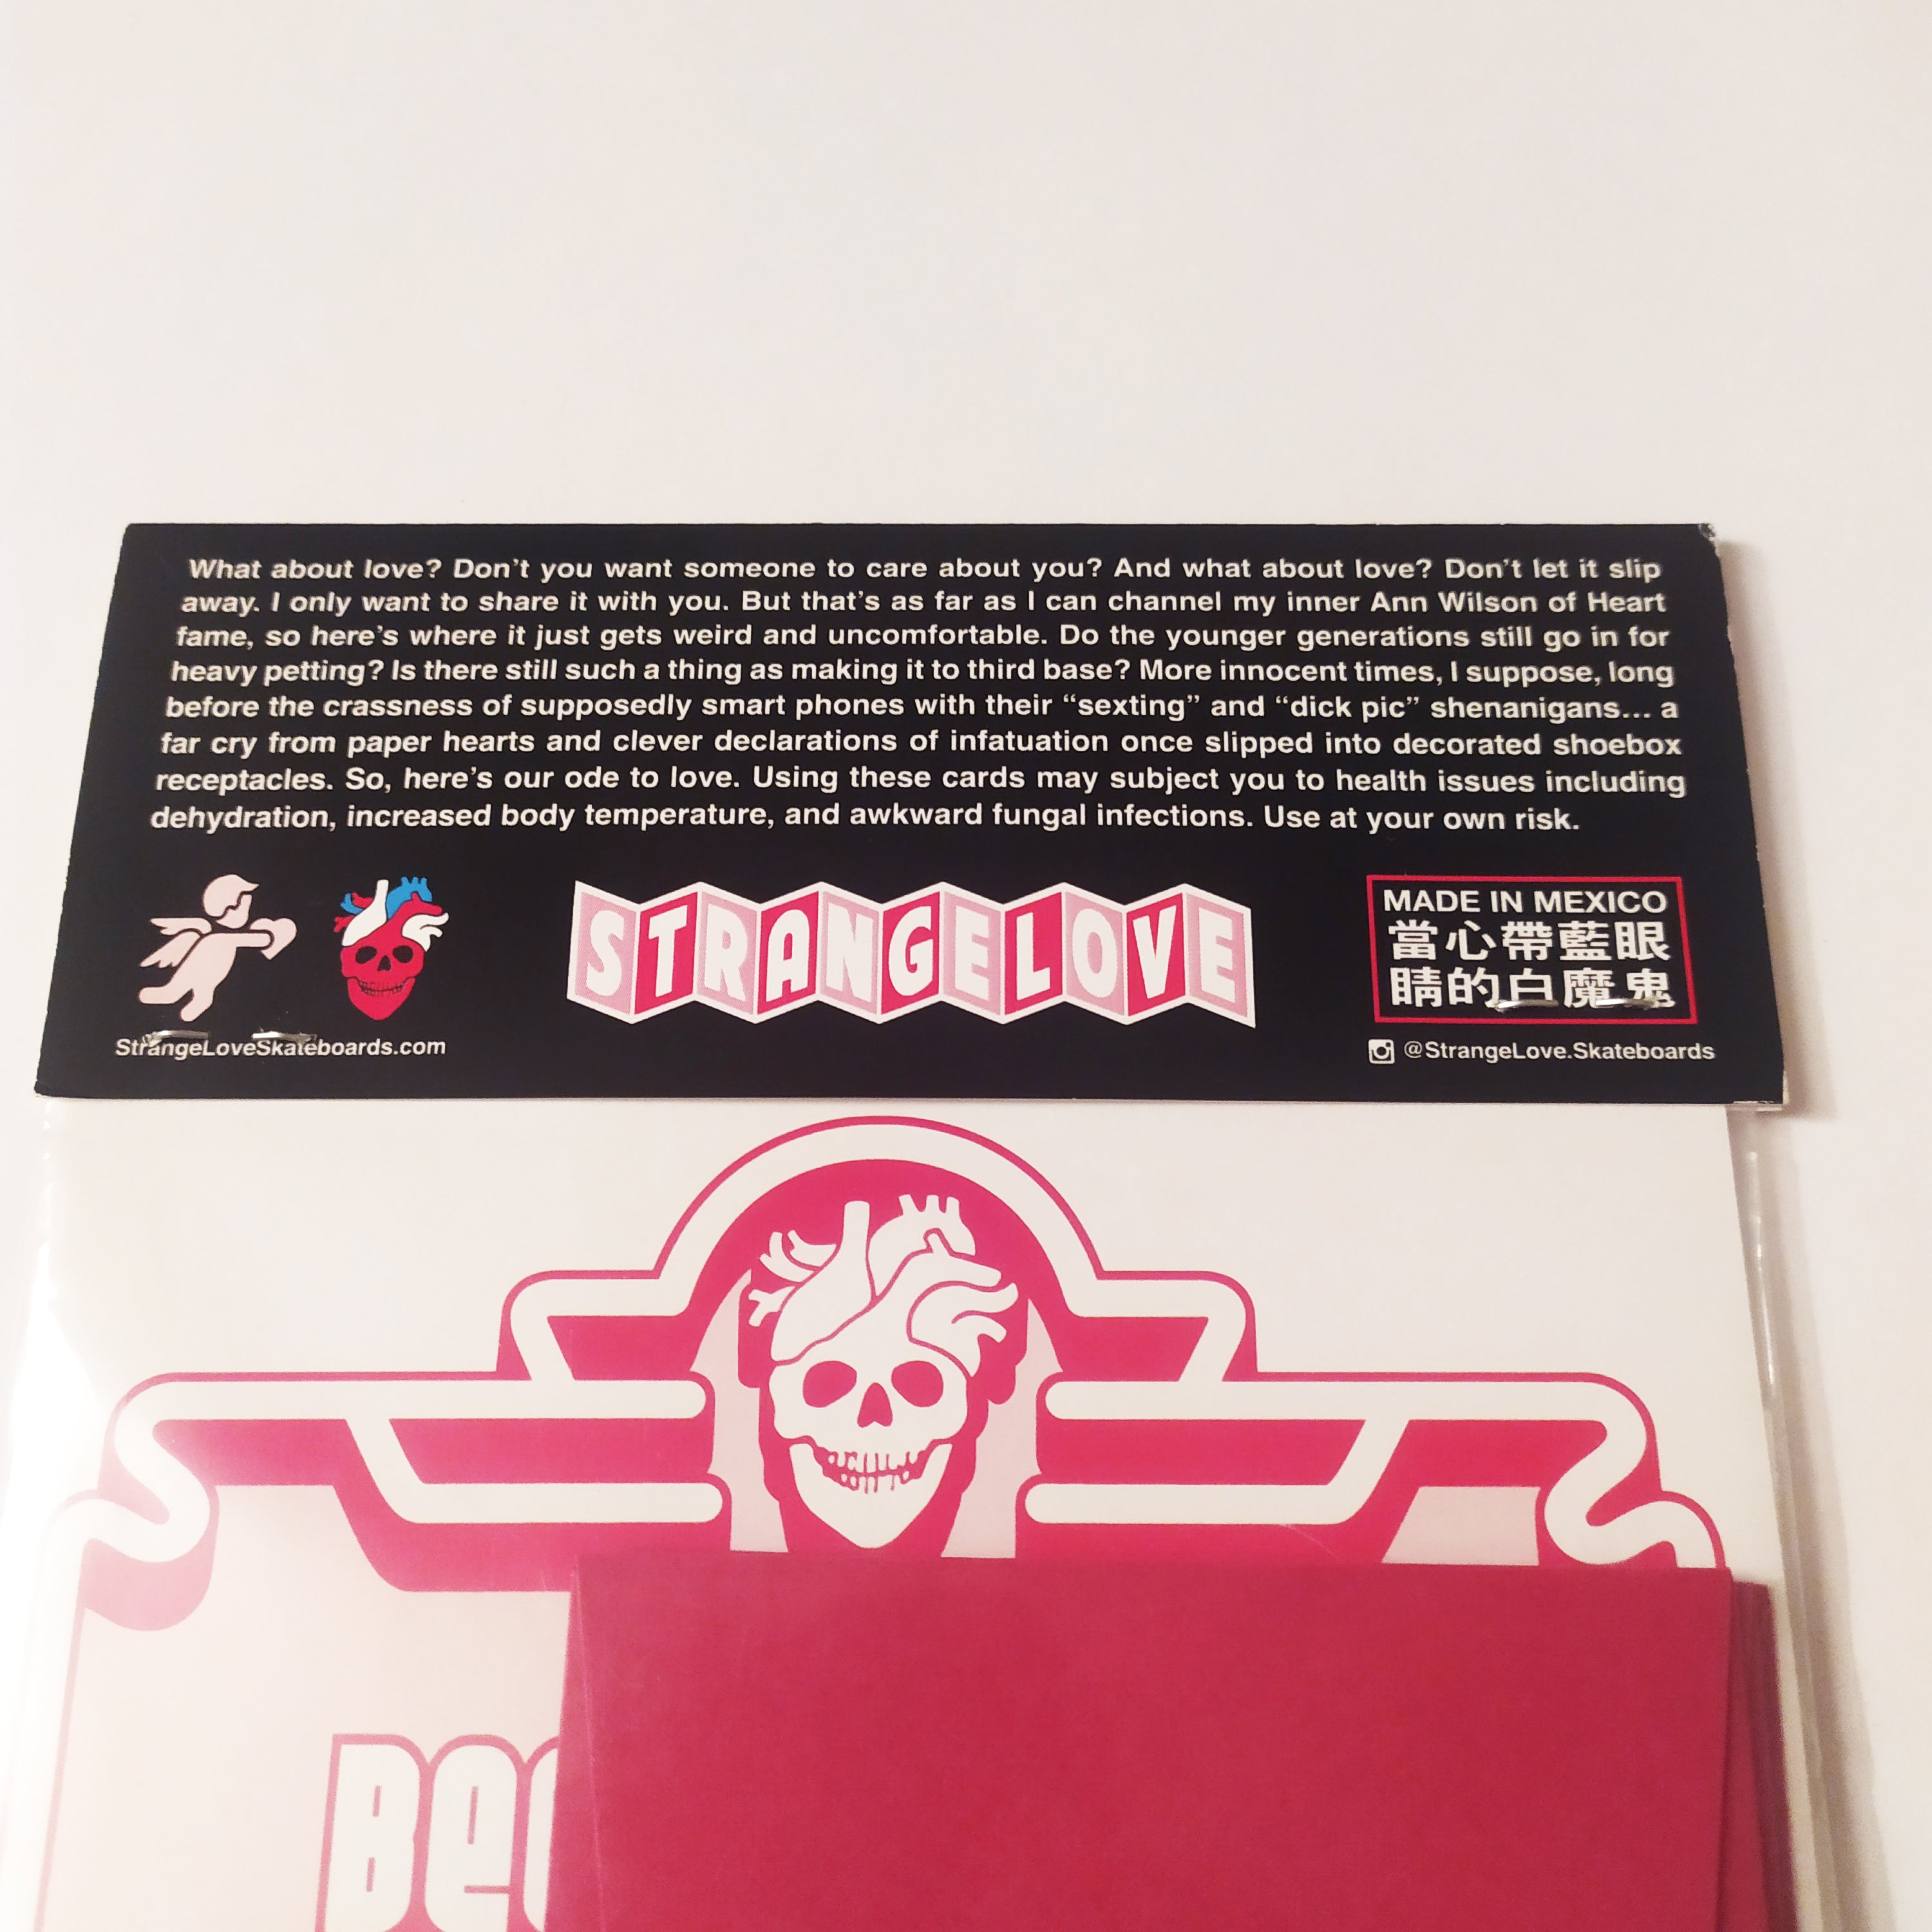 What about love? Don't you want someone to care about you? And what about love? Don't let it slip
away. I only want to share it with you. But that's as far as I can channel my inner Ann Wilson of Heart
fame, so here's where it just gets weird and uncomfortable. Do the younger generations still go in for
heavy petting? Is there still such a thing as making it to third base? More innocent times, I suppose, long
before the crassness of supposedly smart phones with their “sexting” and “dick pic” shenanigans... a
far cry from paper hearts and clever declarations of infatuation once slipped into decorated shoebox
receptacles. So, here's our ode to love. Using these cards may subject you to health issues including
dehydration, increased body temperature, and awkward fungal infections. Use at your own risk.
STRANGELOVE
MADE IN MEXICO
當心帶藍眼
睛的白魔鬼
StrangeLoveSkateboards.com
@StrangeLove.Skateboards